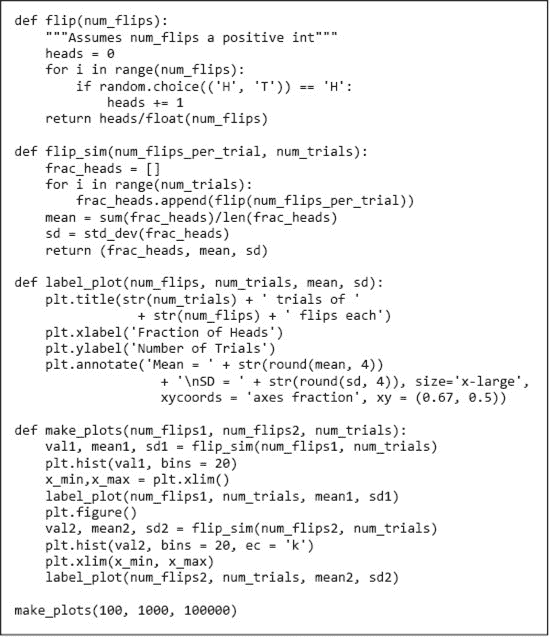 def flip(num_flips):
    """Assumes num_flips a positive int"""
    heads = 0
    for i in range(num_flips):
        if random.choice(('H', 'T')) == 'H':
            heads += 1
    return heads/float(num_flips)

def flip_sim(num_flips_per_trial, num_trials):
    frac_heads = []
    for i in range(num_trials):
        frac_heads.append(flip(num_flips_per_trial))
    mean = sum(frac_heads)/len(frac_heads)
    sd = std_dev(frac_heads)
    return (frac_heads, mean, sd)

def label_plot(num_flips, num_trials, mean, sd):
    plt.title(str(num_trials) + ' trials of '
                + str(num_flips) + ' flips each')
    plt.xlabel('Fraction of Heads')
    plt.ylabel('Number of Trials')
    plt.annotate('Mean = ' + str(round(mean, 4))
                   + '\nSD = ' + str(round(sd, 4)), size='x-large',
                   xycoords = 'axes fraction', xy = (0.67, 0.5))

def make_plots(num_flips1, num_flips2, num_trials):
    val1, mean1, sd1 = flip_sim(num_flips1, num_trials)
    plt.hist(val1, bins = 20)
    x_min,x_max = plt.xlim()
    label_plot(num_flips1, num_trials, mean1, sd1)
    plt.figure()
    val2, mean2, sd2 = flip_sim(num_flips2, num_trials)
    plt.hist(val2, bins = 20, ec = 'k')
    plt.xlim(x_min, x_max)
    label_plot(num_flips2, num_trials, mean2, sd2)

make_plots(100, 1000, 100000)